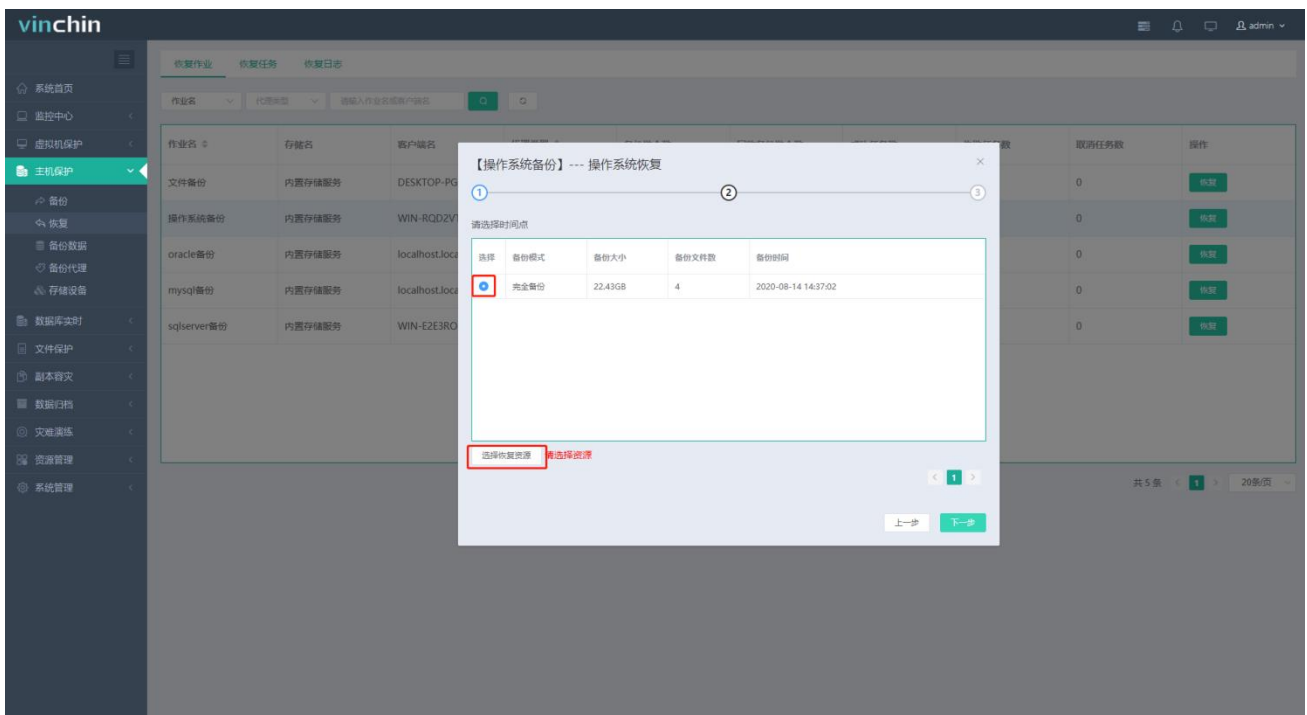 vinchin
admin
恢复作业 恢复任务 恢复日志
系统首页
监控中心
虚拟机保护
主机保护
备份
恢复
备份数据
备份代理
存储设备
数据库实时
文件保护
副本容灾
数据归档
灾难演练
资源管理
系统管理
作业名 代理类型 请输入作业名或客户端名
作业名 存储名 客户端名 取消任务数 操作
文件备份 内置存储服务 DESKTOP-PG 0 恢复
操作系统备份 内置存储服务 WIN-RQD2V 0 恢复
oracle备份 内置存储服务 localhost.loca 0 恢复
mysql备份 内置存储服务 localhost.loca 0 恢复
sqlserver备份 内置存储服务 WIN-E2E3RO 0 恢复
共5条 1 20条/页
【操作系统备份】--- 操作系统恢复
1 2 3
请选择时间点
选择 备份模式 备份大小 备份文件数 备份时间
完全备份 22.43GB 4 2020-08-14 14:37:02
选择恢复资源 请选择资源
1
上一步 下一步